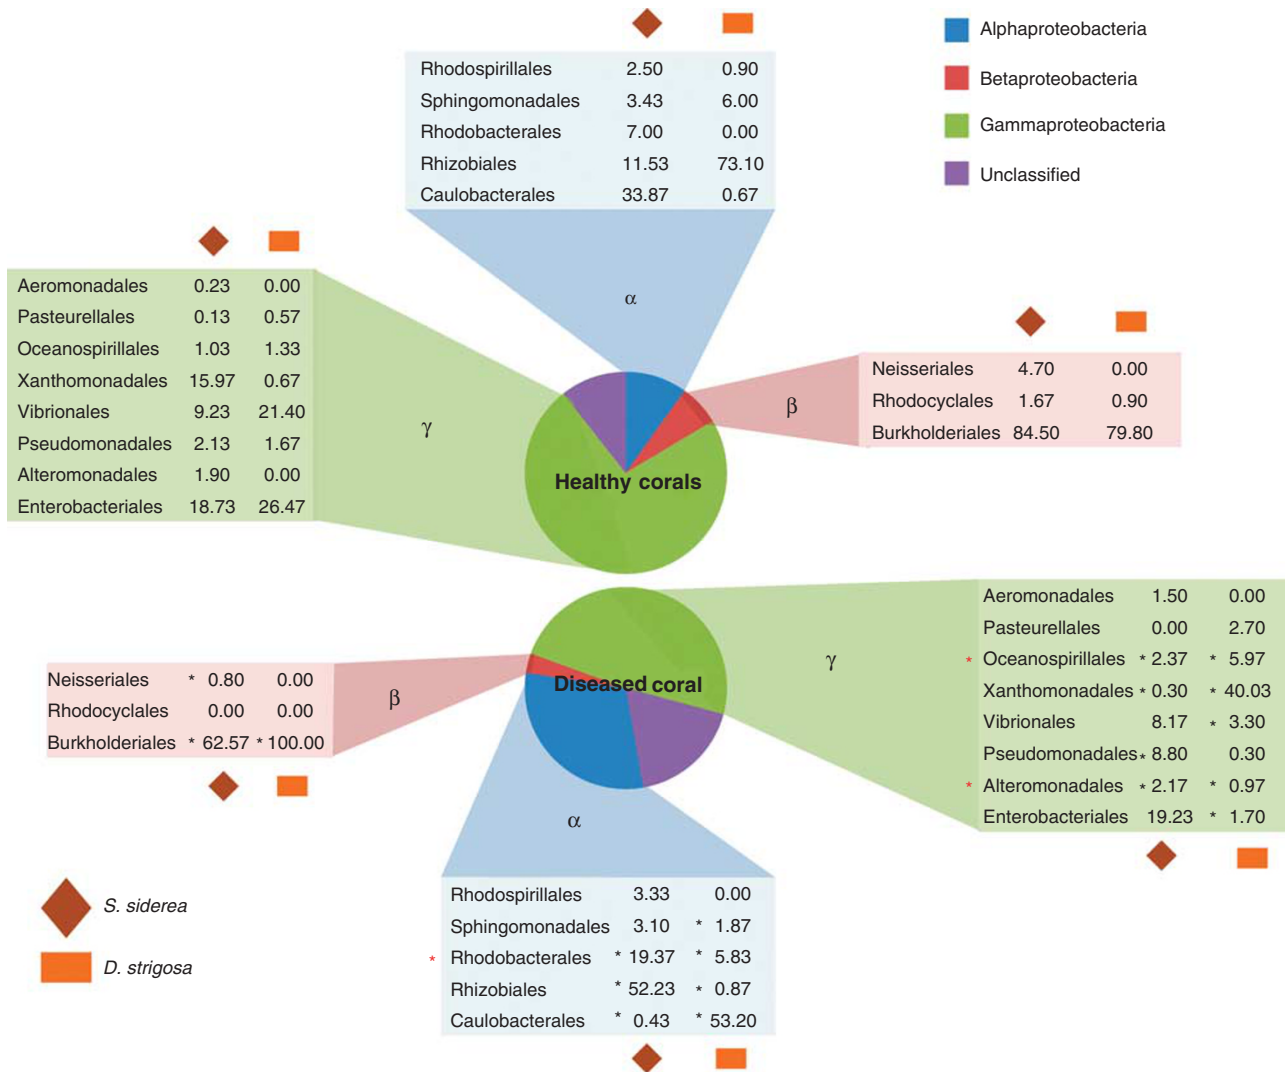 Alphaproteobacteria
Betaproteobacteria
Gammaproteobacteria
Unclassified
Rhodospirillales 2.50 0.90
Sphingomonadales 3.43 6.00
Rhodobacterales 7.00 0.00
Rhizobiales 11.53 73.10
Caulobacterales 33.87 0.67
α
Aeromonadales 0.23 0.00
Pasteurellales 0.13 0.57
Oceanospirillales 1.03 1.33
Xanthomonadales 15.97 0.67
Vibrionales 9.23 21.40
Pseudomonadales 2.13 1.67
Alteromonadales 1.90 0.00
Enterobacteriales 18.73 26.47
γ
Neisseriales 4.70 0.00
Rhodocyclales 1.67 0.90
Burkholderiales 84.50 79.80
β
Healthy corals
Diseased coral
Neisseriales * 0.80 0.00
Rhodocyclales 0.00 0.00
Burkholderiales * 62.57 * 100.00
β
Aeromonadales 1.50 0.00
Pasteurellales 0.00 2.70
* Oceanospirillales * 2.37 * 5.97
Xanthomonadales * 0.30 * 40.03
Vibrionales 8.17 * 3.30
Pseudomonadales * 8.80 0.30
* Alteromonadales * 2.17 * 0.97
Enterobacteriales 19.23 * 1.70
γ
α
Rhodospirillales 3.33 0.00
Sphingomonadales 3.10 * 1.87
* Rhodobacterales * 19.37 * 5.83
Rhizobiales * 52.23 * 0.87
Caulobacterales * 0.43 * 53.20
S. siderea
D. strigosa